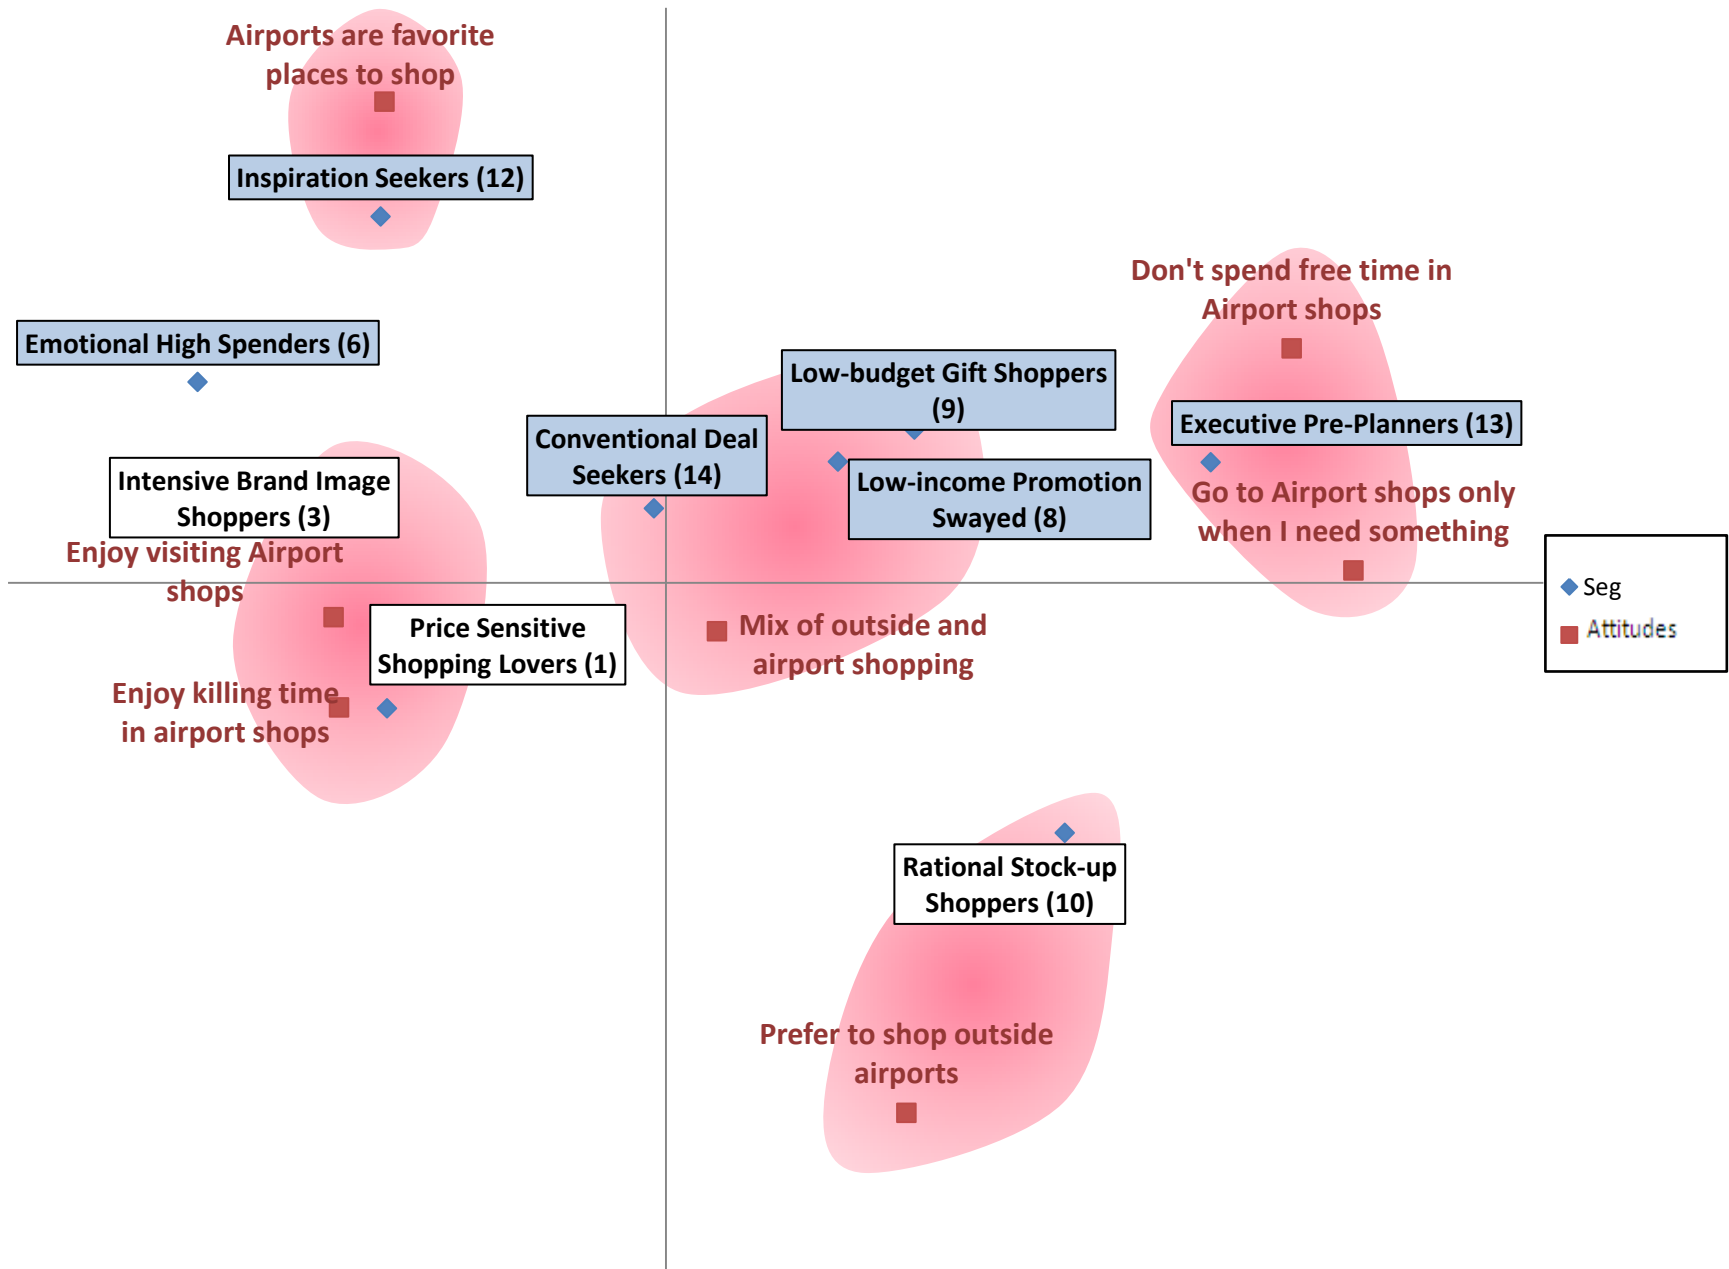 Airports are favorite
places to shop
Inspiration Seekers (12)
Don't spend free time in
Airport shops
Emotional High Spenders (6)
Low-budget Gift Shoppers
(9)
Executive Pre-Planners (13)
Conventional Deal
Seekers (14)
Intensive Brand Image
Shoppers (3)
Low-income Promotion
Swayed (8)
Go to Airport shops only
when I need something
Enjoy visiting Airport
shops
Seg
Attitudes
Price Sensitive
Shopping Lovers (1)
Mix of outside and
airport shopping
Enjoy killing time
in airport shops
Rational Stock-up
Shoppers (10)
Prefer to shop outside
airports